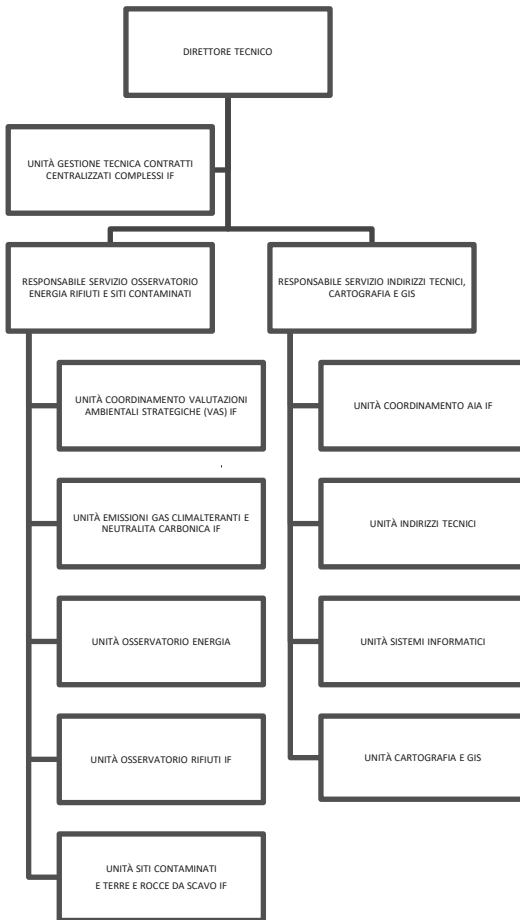 DIRETTORE TECNICO
UNITÀ GESTIONE TECNICA CONTRATTI
CENTRALIZZATI COMPLESSI IF
RESPONSABILE SERVIZIO OSSERVATORIO
ENERGIA RIFIUTI E SITI CONTAMINATI
UNITÀ COORDINAMENTO VALUTAZIONI
AMBIENTALI STRATEGICHE (VAS) IF
UNITÀ EMISSIONI GAS CLIMALTERANTI E
NEUTRALITA CARBONICA IF
UNITÀ OSSERVATORIO ENERGIA
UNITÀ OSSERVATORIO RIFIUTI IF
UNITÀ SITI CONTAMINATI
E TERRE E ROCCE DA SCAVO IF
RESPONSABILE SERVIZIO INDIRIZZI TECNICI,
CARTOGRAFIA E GIS
UNITÀ COORDINAMENTO AIA IF
UNITÀ INDIRIZZI TECNICI
UNITÀ SISTEMI INFORMATICI
UNITÀ CARTOGRAFIA E GIS